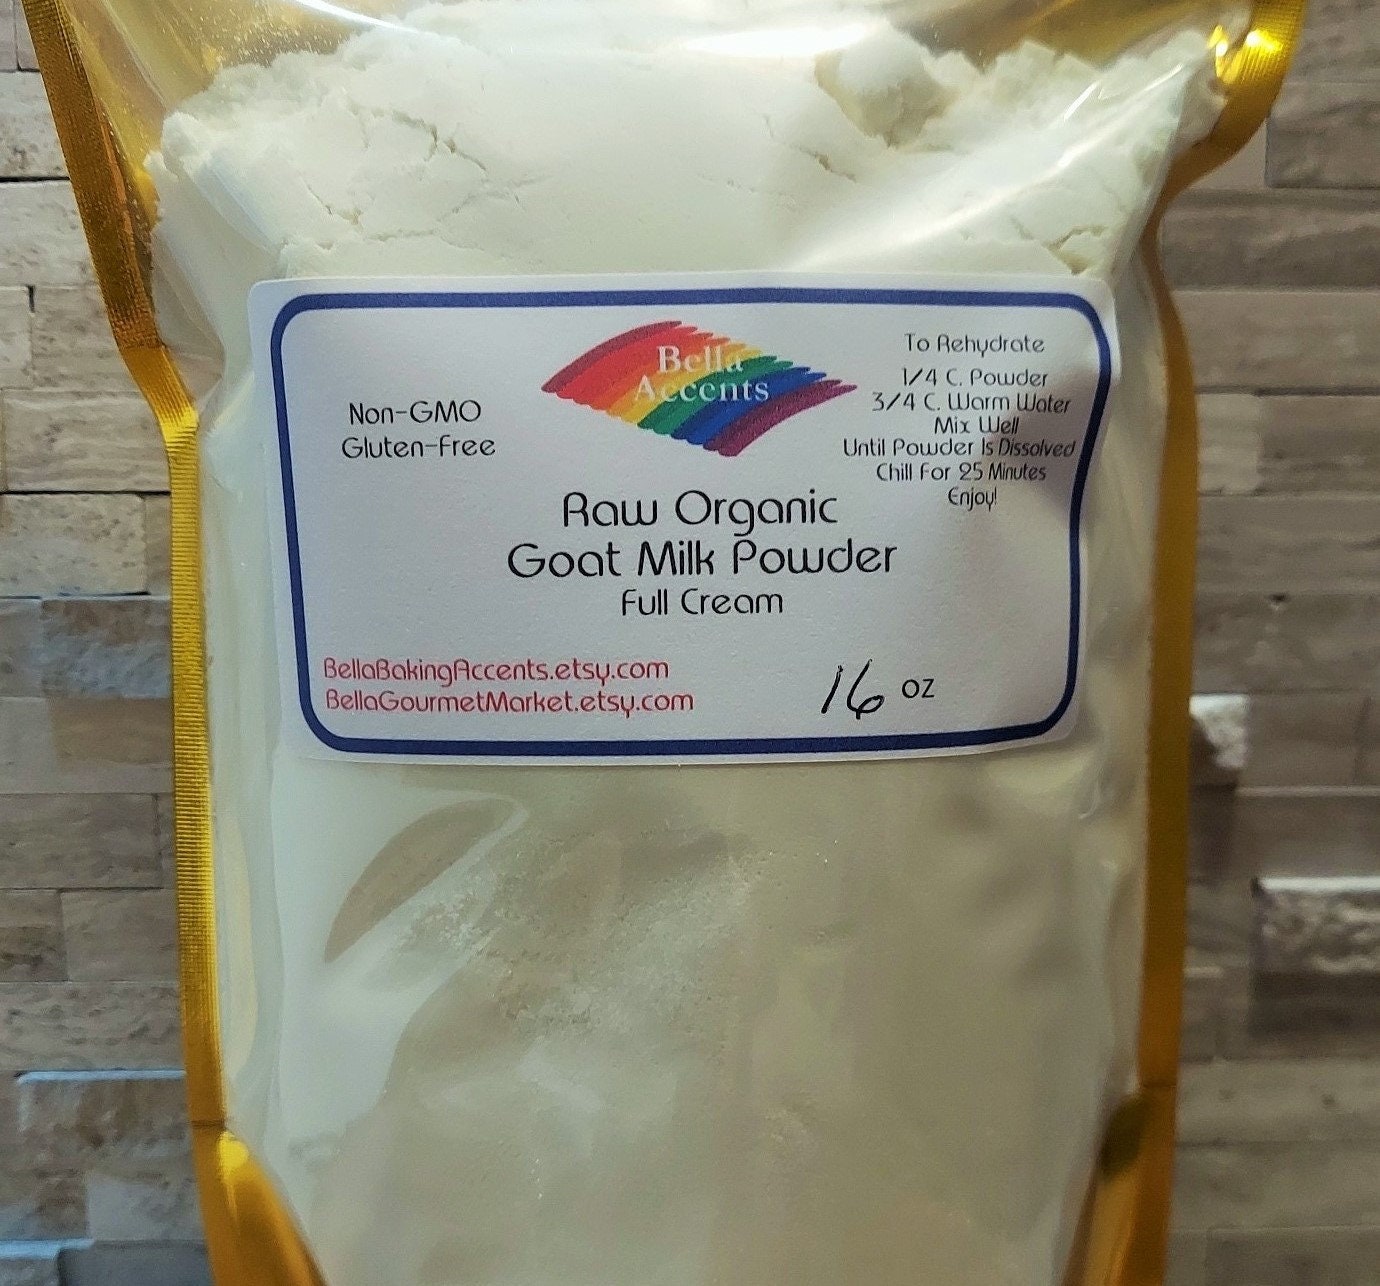 Bella
Accents
Non-GMO
Gluten-Free
To Rehydrate
1/4 C. Powder
3/4 C. Warm Water
Mix Well
Until Powder Is Dissolved
Chill For 25 Minutes
Enjoy!
Raw Organic
Goat Milk Powder
Full Cream
BellaBakingAccents.etsy.com
BellaGourmetMarket.etsy.com
16 oz